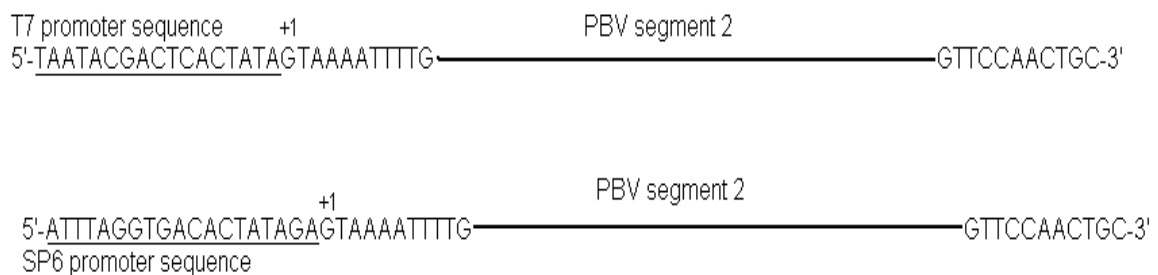 T7 promoter sequence +1 PBV segment 2
5'-TAATACGACTCACTATAGTAAAATTTTG GTTCCAACTGC-3'
+1 PBV segment 2
5'-ATTTAGGTGACACTATAGAGTAAAATTTTG GTTCCAACTGC-3'
SP6 promoter sequence